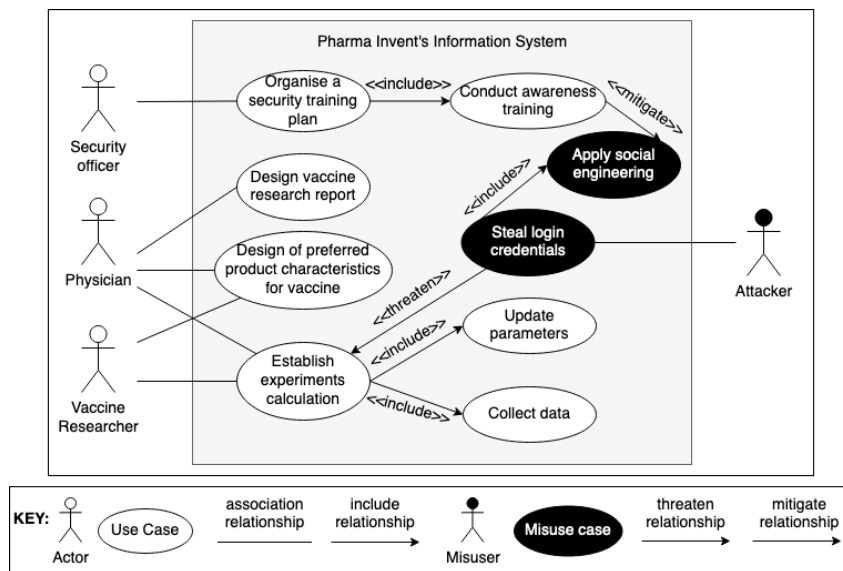 Pharma Invent's Information System
Security
officer
Organise a
security training
plan
<<include>>
Conduct awareness
training
<<mitigate>>
Apply social
engineering
<<include>>
Design vaccine
research report
Physician
Design of preferred
product characteristics
for vaccine
Steal login
credentials
Attacker
<<threaten>>
Vaccine
Researcher
Establish
experiments
calculation
<<include>>
Update
parameters
<<include>>
Collect data
KEY:
Actor
Use Case
association
relationship
include
relationship
Misuser
Misuse case
threaten
relationship
mitigate
relationship